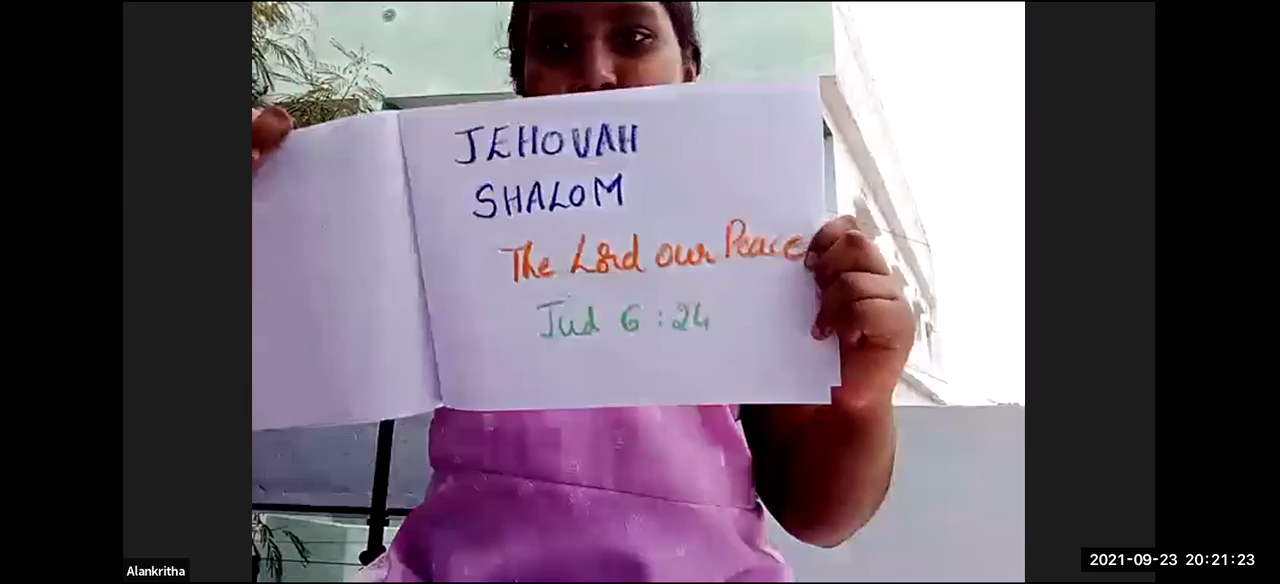 JEHOVAH
SHALOM
The Lord our Peace
Jud 6:24
Alankritha
2021-09-23 20:21:23